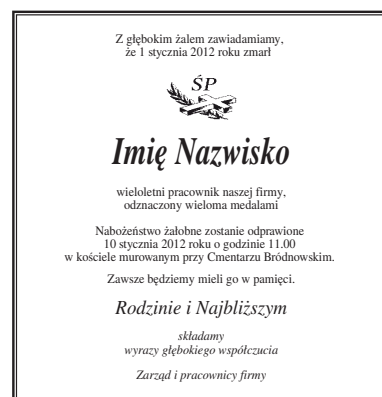 Z głębokim żalem zawiadamiamy,
że 1 stycznia 2012 roku zmarł
ŚP
Imię Nazwisko
wieloletni pracownik naszej firmy,
odznaczony wieloma medalami
Nabożeństwo żałobne zostanie odprawione
10 stycznia 2012 roku o godzinie 11.00
w kościele murowanym przy Cmentarzu Bródnowskim.
Zawsze będziemy mieli go w pamięci.
Rodzinie i Najbliższym
składamy
wyrazy głębokiego współczucia
Zarząd i pracownicy firmy